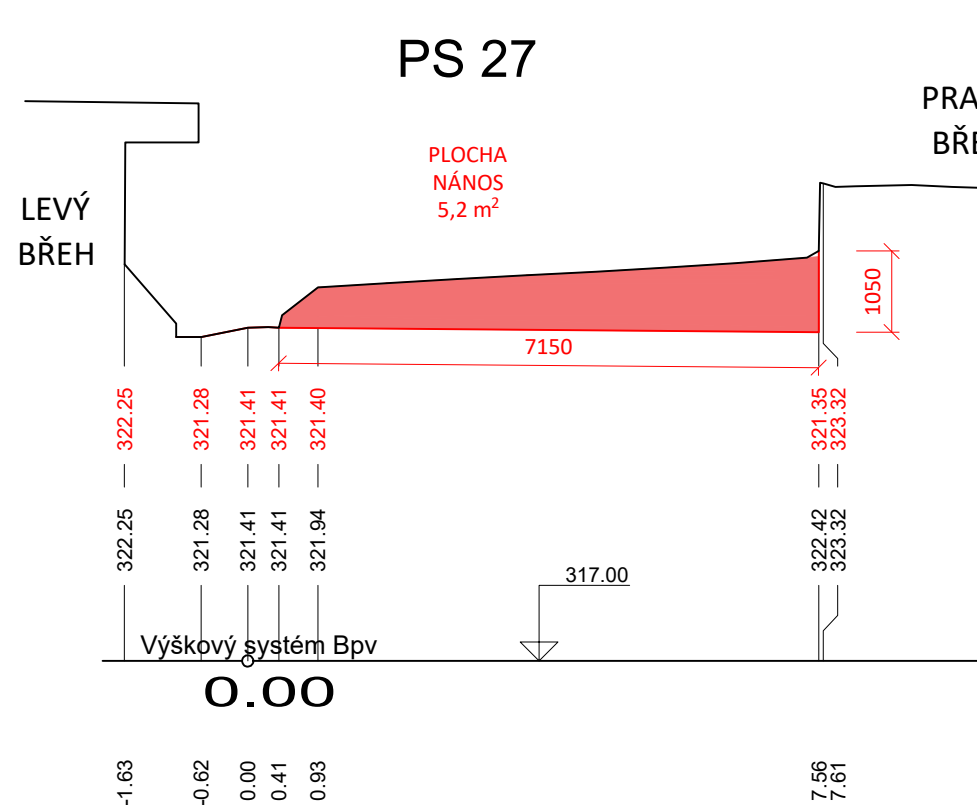 PS 27
PRA
BŘE
PLOCHA
NÁNOS
5,2 m²
LEVÝ
BŘEH
1050
7150
322.25
321.28
321.41
321.41
321.40
321.35
323.32
322.25
321.28
321.41
321.41
321.94
322.42
323.32
317.00
Výškový systém Bpv
0.00
-1.63
-0.62
0.00
0.41
0.93
7.56
7.61